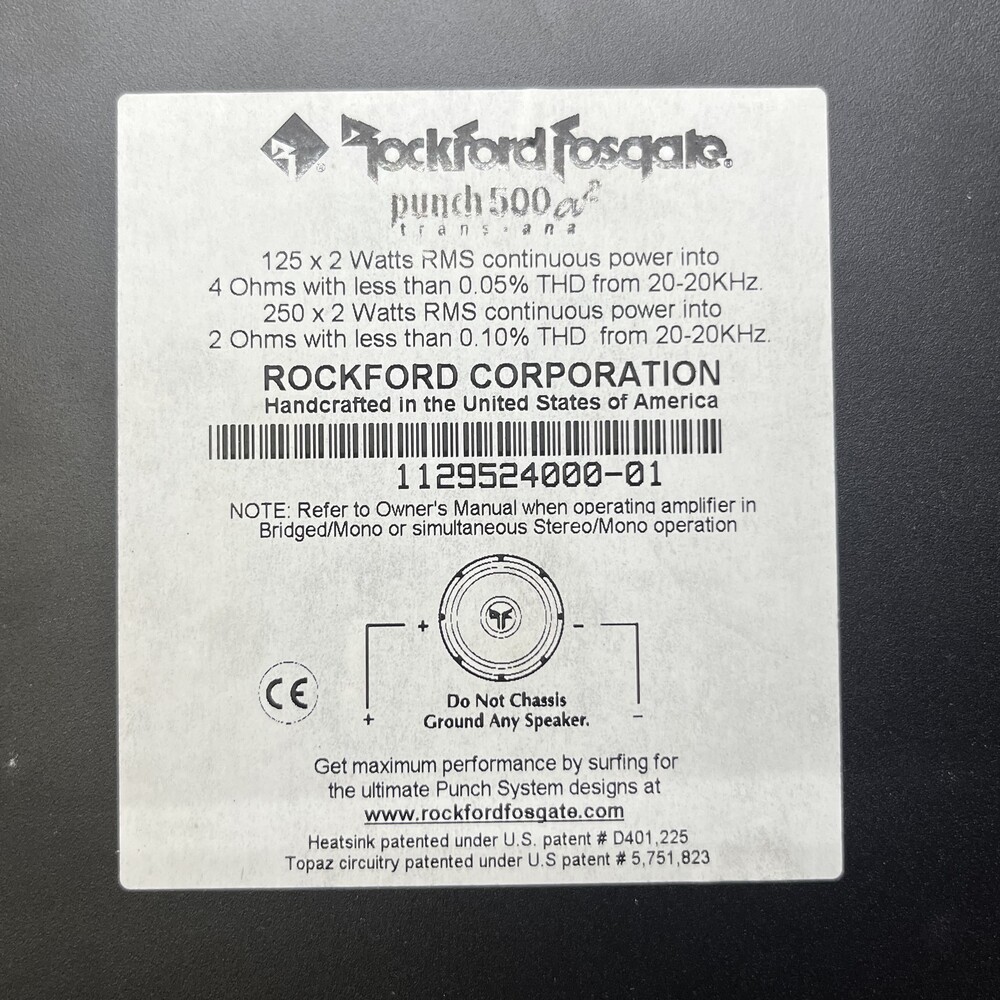 Rockford Fosgate®
punch 500 a²
trans•ana
125 x 2 Watts RMS continuous power into
4 Ohms with less than 0.05% THD from 20-20KHz.
250 x 2 Watts RMS continuous power into
2 Ohms with less than 0.10% THD from 20-20KHz.
ROCKFORD CORPORATION
Handcrafted in the United States of America
1129524000-01
NOTE: Refer to Owner's Manual when operating amplifier in
Bridged/Mono or simultaneous Stereo/Mono operation
+ –
CE
Do Not Chassis
+ Ground Any Speaker. –
Get maximum performance by surfing for
the ultimate Punch System designs at
www.rockfordfosgate.com
Heatsink patented under U.S. patent # D401,225
Topaz circuitry patented under U.S patent # 5,751,823